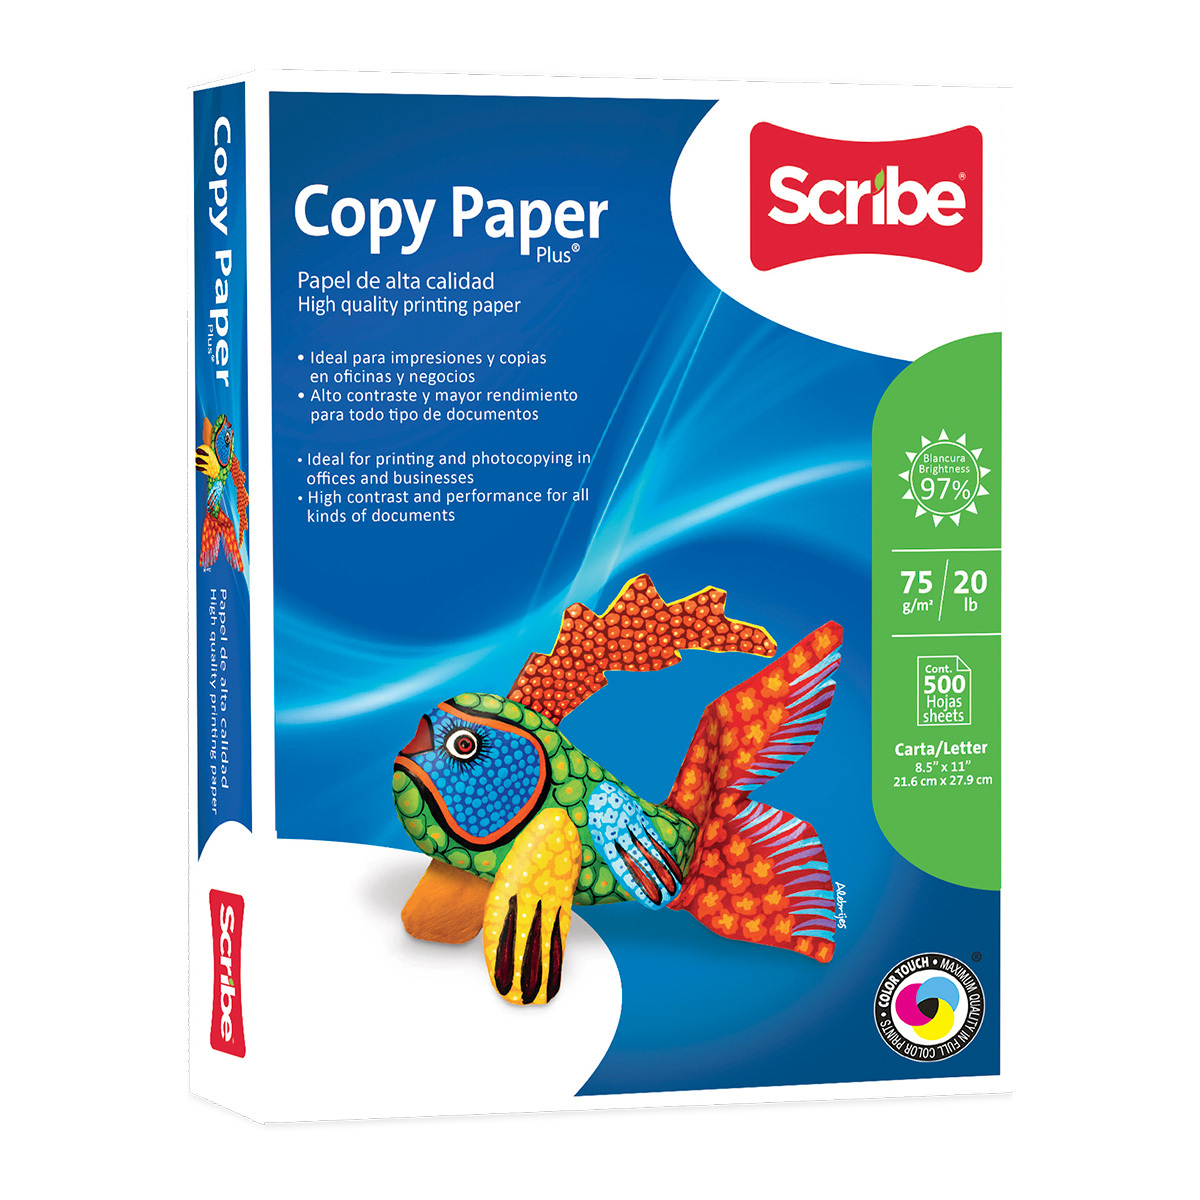 Copy Paper
Plus®
Papel de alta calidad
High quality printing paper
• Ideal para impresiones y copias
en oficinas y negocios
• Alto contraste y mayor rendimiento
para todo tipo de documentos
• Ideal for printing and photocopying in
offices and businesses
• High contrast and performance for all
kinds of documents
Scribe®
Blancura
Brightness
97%
75 g/m² / 20 lb
Cont.
500
Hojas
sheets
Carta/Letter
8.5" x 11"
21.6 cm x 27.9 cm
Alebrijes
• COLOR TOUCH • MAXIMUM QUALITY IN FULL COLOR PRINTS ®
Copy Paper
Plus®
Papel de alta calidad
High quality printing paper
Scribe